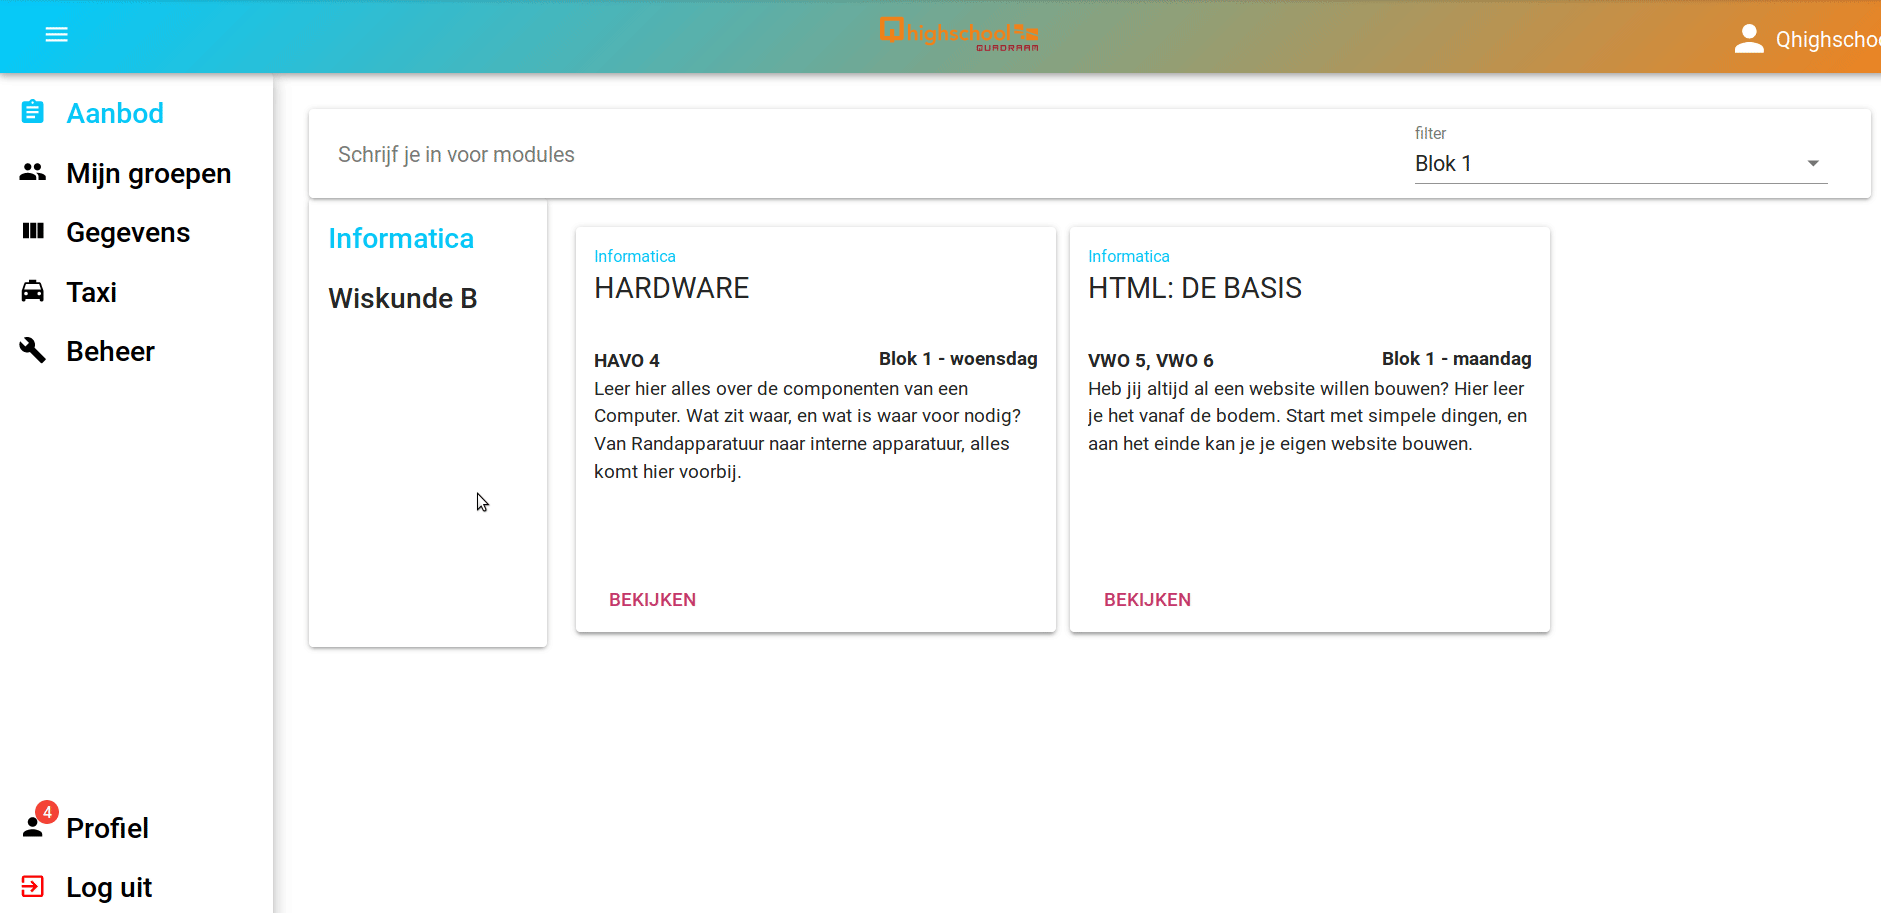 highschool
QUADRAAM
Aanbod
Mijn groepen
Gegevens
Taxi
Beheer
4
Profiel
Log uit
Schrijf je in voor modules
filter
Blok 1
Informatica
Wiskunde B
Informatica
HARDWARE
HAVO 4
Blok 1 - woensdag
Leer hier alles over de componenten van een
Computer. Wat zit waar, en wat is waar voor nodig?
Van Randapparatuur naar interne apparatuur, alles
komt hier voorbij.
BEKIJKEN
Informatica
HTML: DE BASIS
VWO 5, VWO 6
Blok 1 - maandag
Heb jij altijd al een website willen bouwen? Hier leer
je het vanaf de bodem. Start met simpele dingen, en
aan het einde kan je je eigen website bouwen.
BEKIJKEN